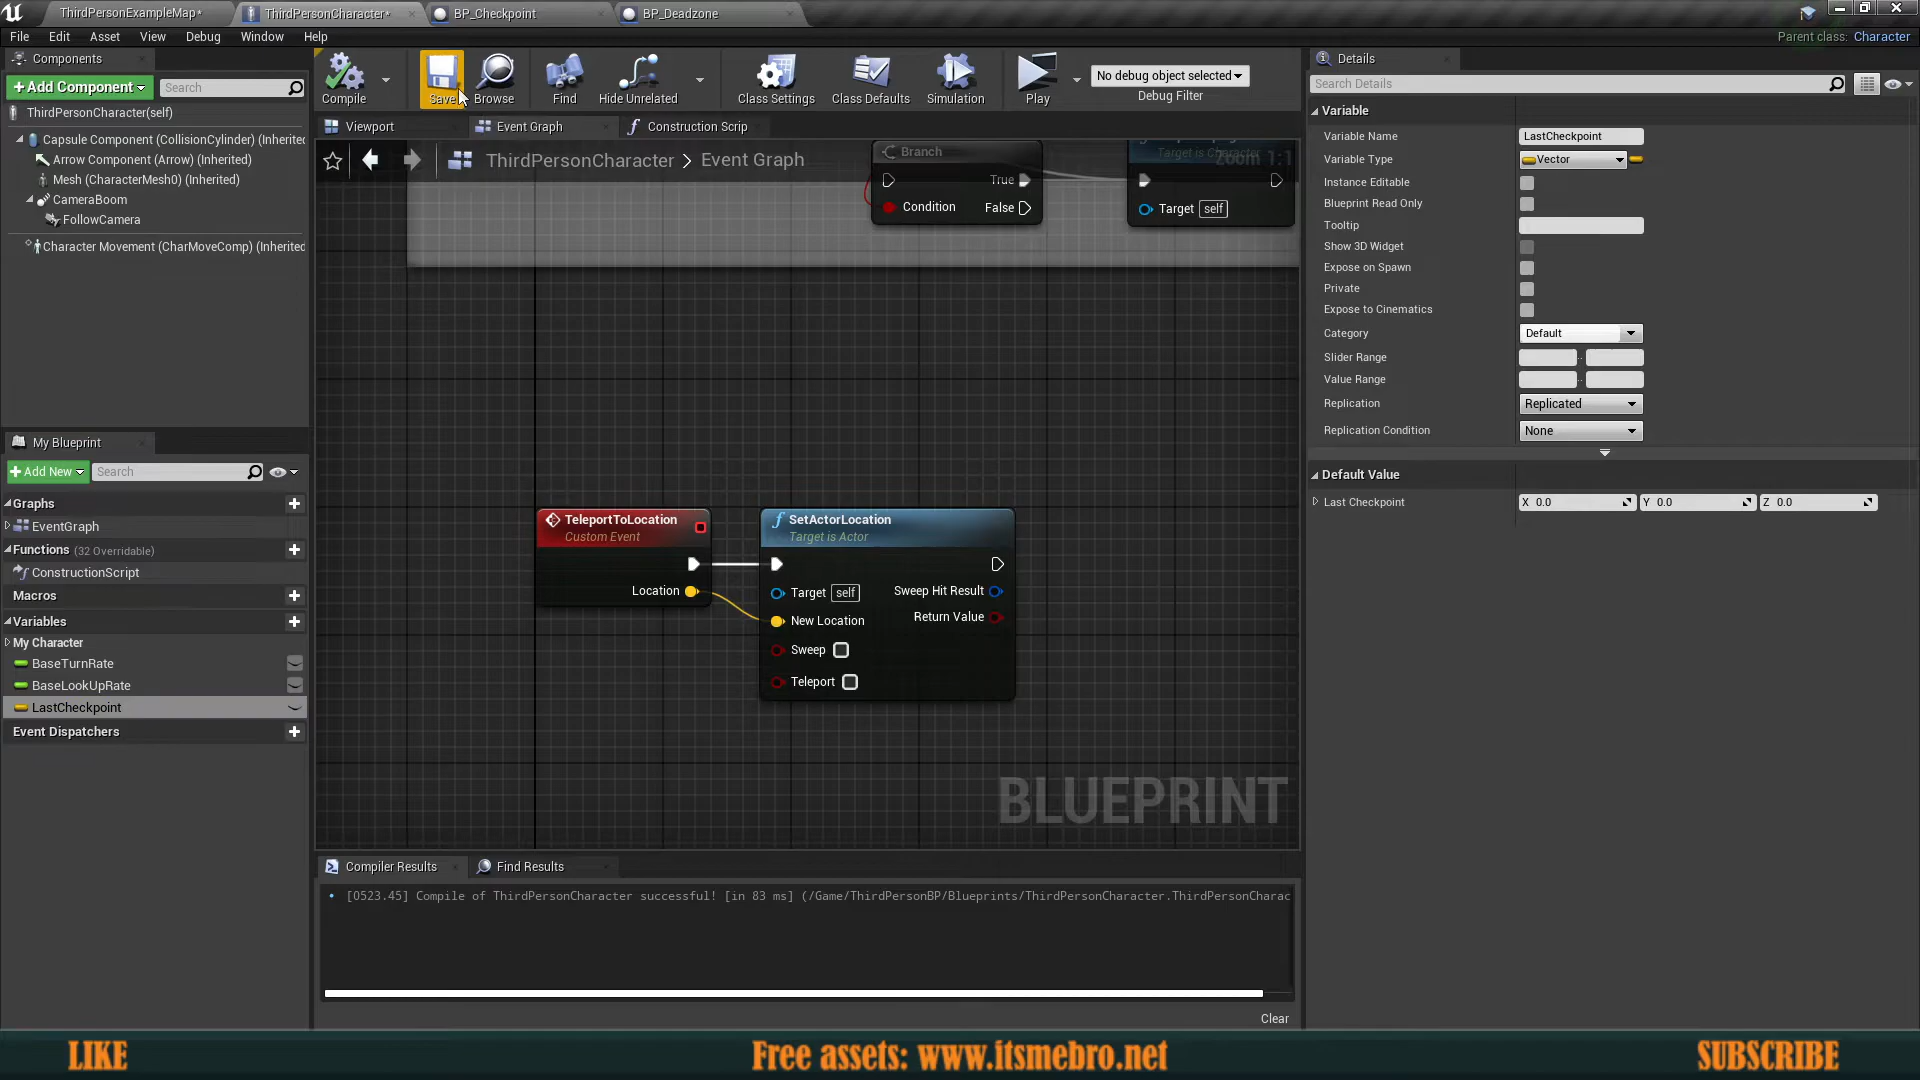 ThirdPersonExampleMap*
ThirdPersonCharacter*
BP_Checkpoint
BP_Deadzone
File Edit Asset View Debug Window Help
Parent class: Character
Components
+Add Component
Search
ThirdPersonCharacter(self)
Capsule Component (CollisionCylinder) (Inherited
Arrow Component (Arrow) (Inherited)
Mesh (CharacterMesh0) (Inherited)
CameraBoom
FollowCamera
Character Movement (CharMoveComp) (Inherited
My Blueprint
+Add New
Search
Graphs
EventGraph
Functions (32 Overridable)
ConstructionScript
Macros
Variables
My Character
BaseTurnRate
BaseLookUpRate
LastCheckpoint
Event Dispatchers
Compile
Save
Browse
Find
Hide Unrelated
Class Settings
Class Defaults
Simulation
Play
No debug object selected
Debug Filter
Viewport
Event Graph
Construction Scrip
ThirdPersonCharacter > Event Graph
Zoom 1:1
Branch
True
Condition
False
Target is Character
Target self
TeleportToLocation
Custom Event
Location
SetActorLocation
Target is Actor
Target self
Sweep Hit Result
New Location
Return Value
Sweep
Teleport
BLUEPRINT
Compiler Results
Find Results
[0523.45] Compile of ThirdPersonCharacter successful! [in 83 ms] (/Game/ThirdPersonBP/Blueprints/ThirdPersonCharacter.ThirdPersonCharac
Clear
Details
Search Details
Variable
Variable Name LastCheckpoint
Variable Type Vector
Instance Editable
Blueprint Read Only
Tooltip
Show 3D Widget
Expose on Spawn
Private
Expose to Cinematics
Category Default
Slider Range
Value Range
Replication Replicated
Replication Condition None
Default Value
Last Checkpoint X 0.0 Y 0.0 Z 0.0
LIKE
Free assets: www.itsmebro.net
SUBSCRIBE